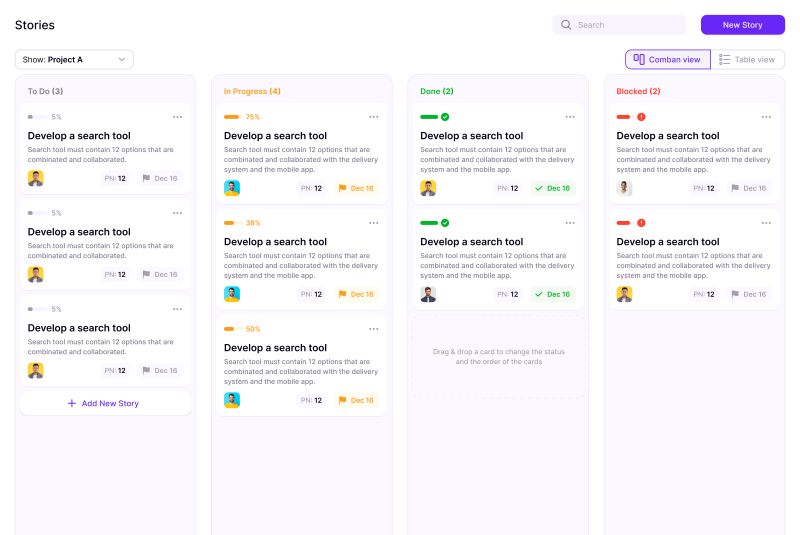 Stories
Search
New Story
Show: Project A
Comban view
Table view
To Do (3)
5%
Develop a search tool
Search tool must contain 12 options that are
combinated and collaborated.
PN: 12
Dec 16
5%
Develop a search tool
Search tool must contain 12 options that are
combinated and collaborated.
PN: 12
Dec 16
5%
Develop a search tool
Search tool must contain 12 options that are
combinated and collaborated.
PN: 12
Dec 16
Add New Story
In Progress (4)
75%
Develop a search tool
Search tool must contain 12 options that are
combinated and collaborated with the delivery
system and the mobile app.
PN: 12
Dec 16
38%
Develop a search tool
Search tool must contain 12 options that are
combinated and collaborated with the delivery
system and the mobile app.
PN: 12
Dec 16
50%
Develop a search tool
Search tool must contain 12 options that are
combinated and collaborated with the delivery
system and the mobile app.
PN: 12
Dec 16
Done (2)
Develop a search tool
Search tool must contain 12 options that are
combinated and collaborated with the delivery
system and the mobile app.
PN: 12
Dec 16
Develop a search tool
Search tool must contain 12 options that are
combinated and collaborated with the delivery
system and the mobile app.
PN: 12
Dec 16
Drag & drop a card to change the status
and the order of the cards
Blocked (2)
Develop a search tool
Search tool must contain 12 options that are
combinated and collaborated with the delivery
system and the mobile app.
PN: 12
Dec 16
Develop a search tool
Search tool must contain 12 options that are
combinated and collaborated with the delivery
system and the mobile app.
PN: 12
Dec 16